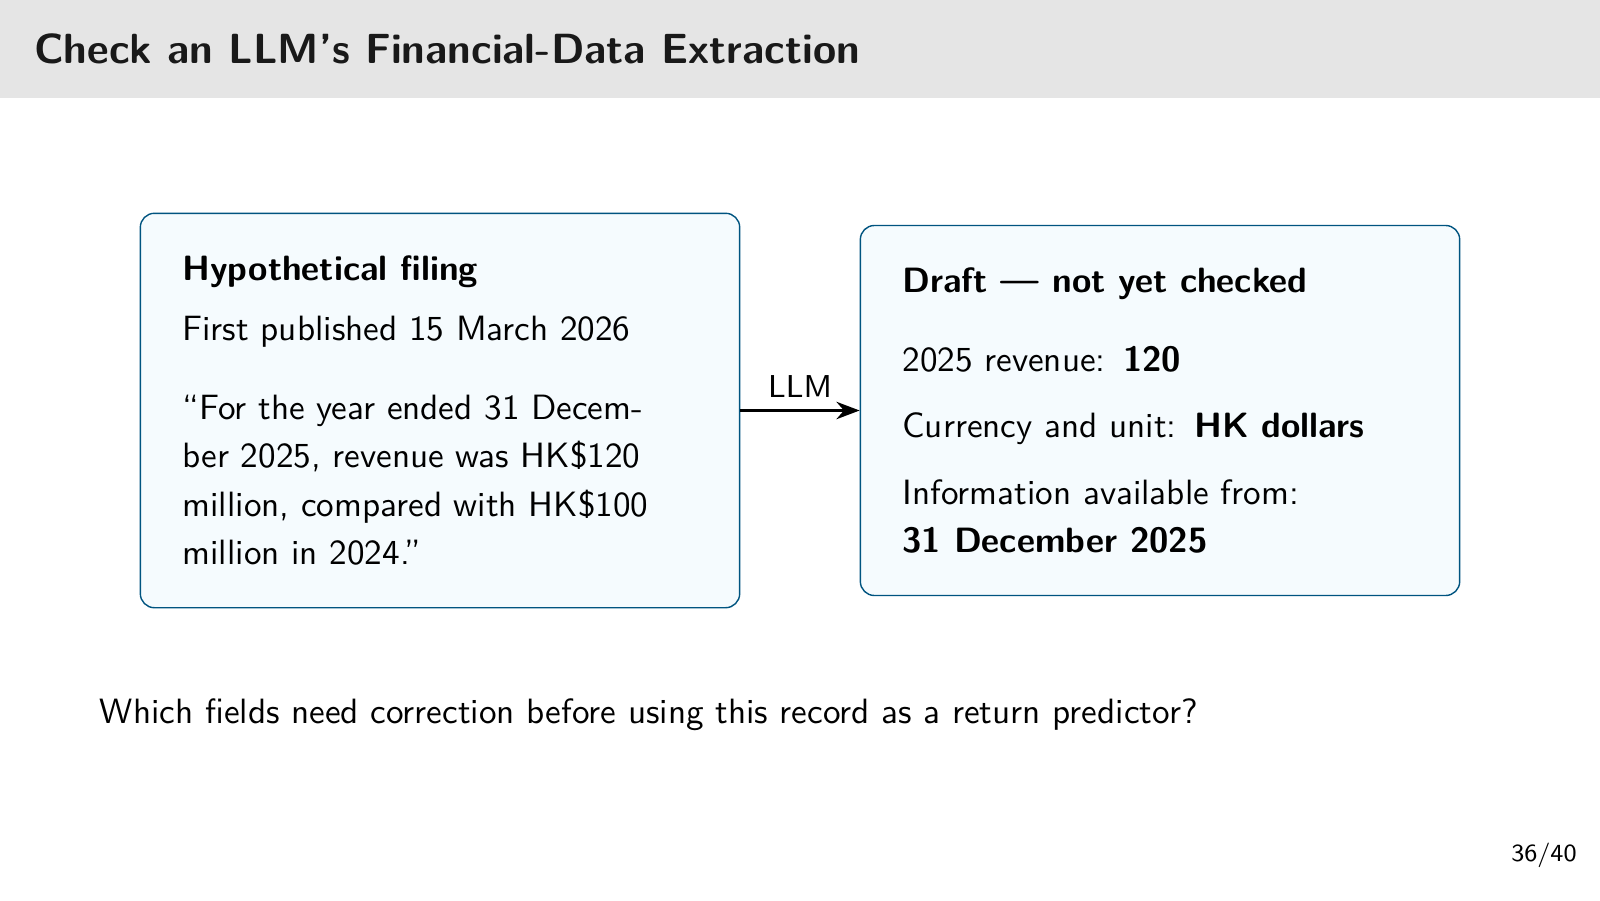 Check an LLM’s Financial-Data Extraction
Hypothetical filing
First published 15 March 2026
“For the year ended 31 Decem-
ber 2025, revenue was HK$120
million, compared with HK$100
million in 2024.”
LLM
Draft — not yet checked
2025 revenue: 120
Currency and unit: HK dollars
Information available from:
31 December 2025
Which fields need correction before using this record as a return predictor?
36/40